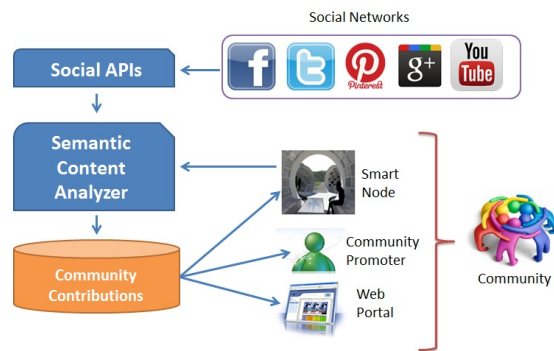 Social Networks
Social APIs
f
t
Pinterest
g+
You
Tube
Semantic
Content
Analyzer
Smart
Node
Community
Promoter
Community
Community
Contributions
Web
Portal